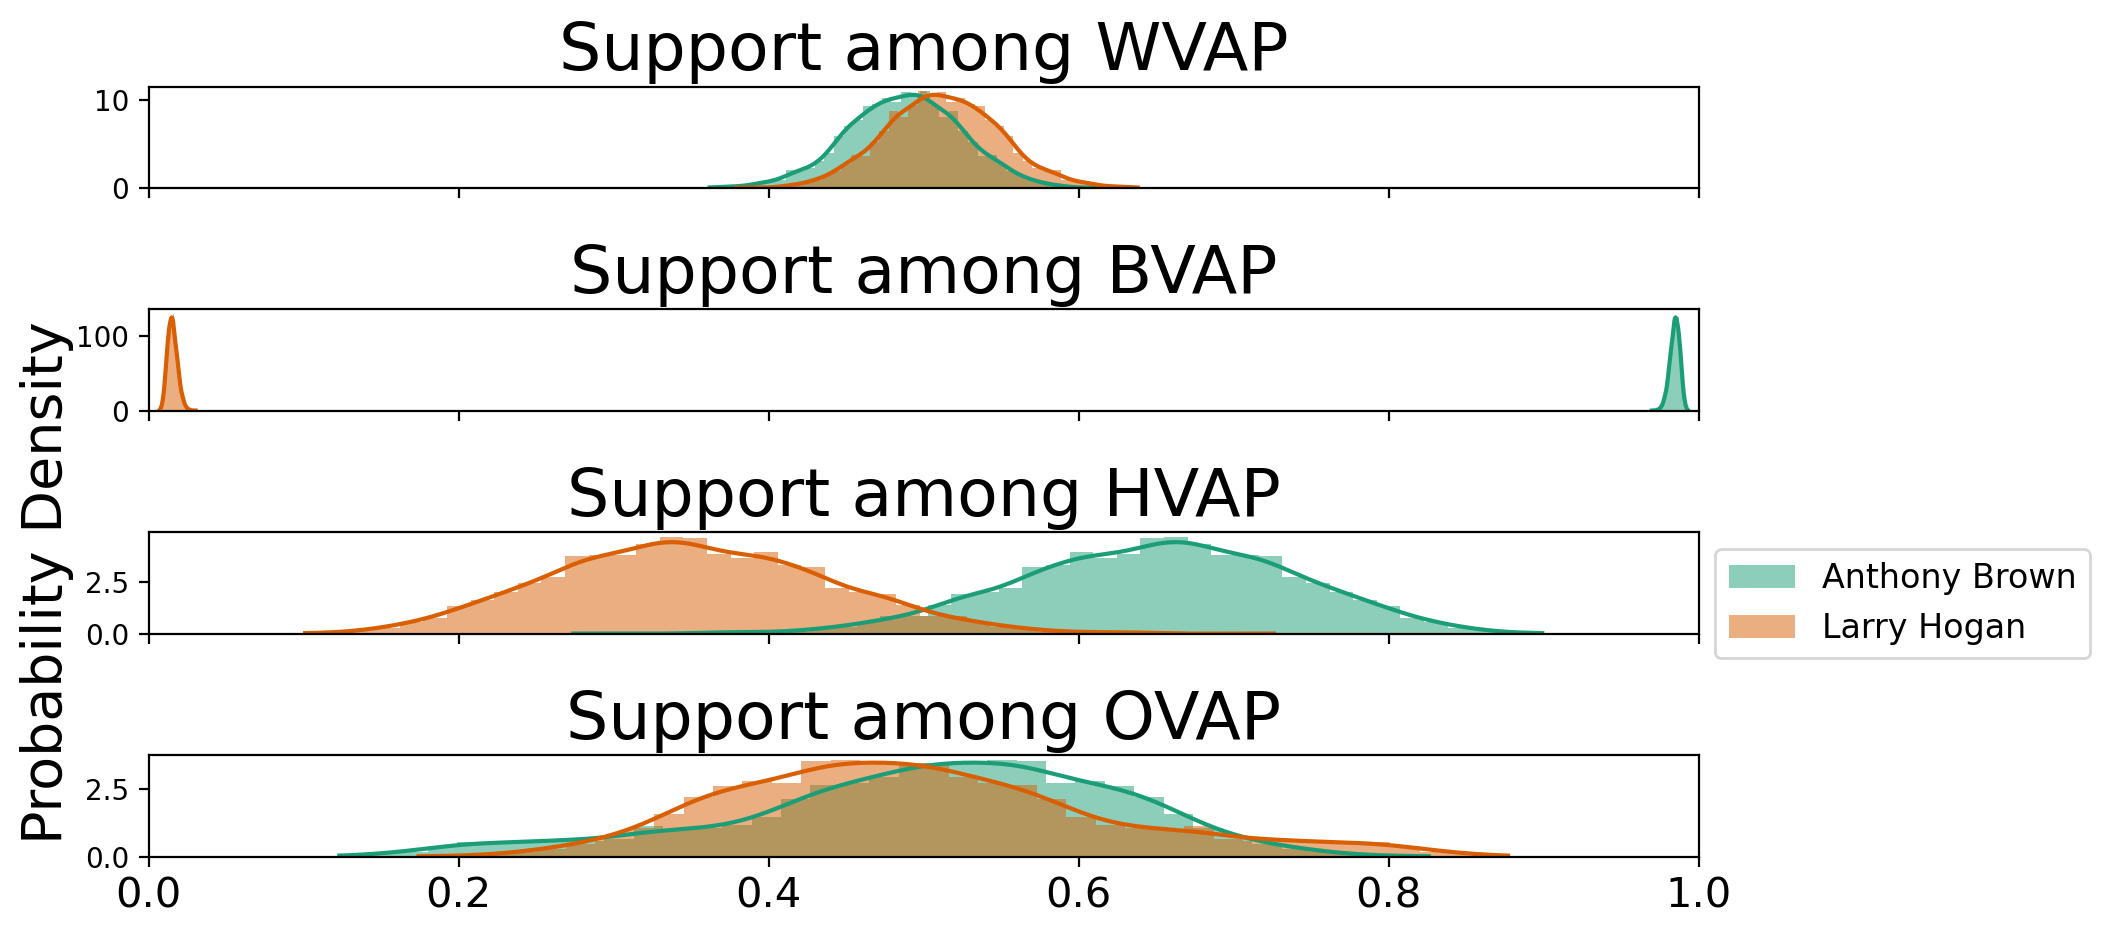 Support among WVAP
10
0
Support among BVAP
100
0
Support among HVAP
2.5
0.0
Support among OVAP
2.5
0.0
0.0 0.2 0.4 0.6 0.8 1.0
Probability Density
Anthony Brown
Larry Hogan